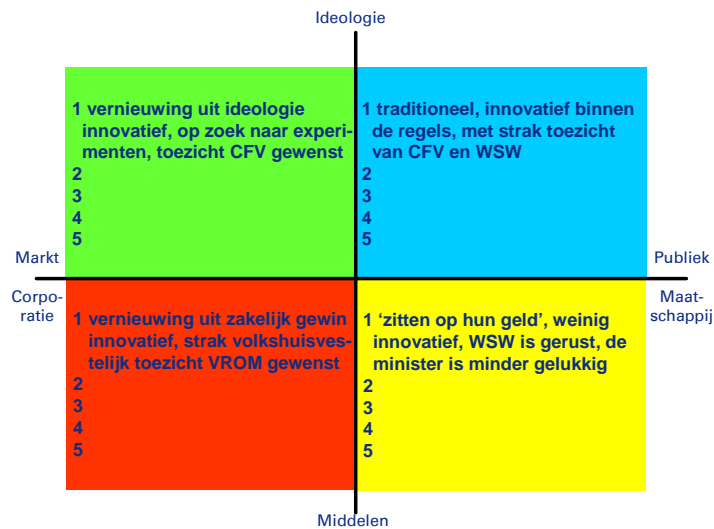 Ideologie
1 vernieuwing uit ideologie
innovatief, op zoek naar experi-
menten, toezicht CFV gewenst
2
3
4
5
1 traditioneel, innovatief binnen
de regels, met strak toezicht
van CFV en WSW
2
3
4
5
Markt
Publiek
Corpo-
ratie
Maat-
schappij
1 vernieuwing uit zakelijk gewin
innovatief, strak volkshuisves-
telijk toezicht VROM gewenst
2
3
4
5
1 ‘zitten op hun geld’, weinig
innovatief, WSW is gerust, de
minister is minder gelukkig
2
3
4
5
Middelen